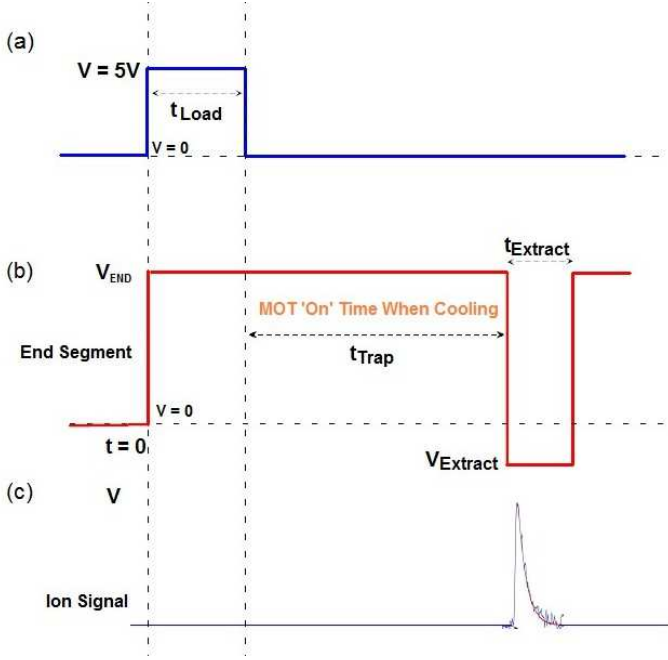 (a)
V = 5V
tLoad
V = 0
tExtract
(b)
VEND
MOT 'On' Time When Cooling
tTrap
End Segment
V = 0
t = 0
VExtract
(c)
V
Ion Signal